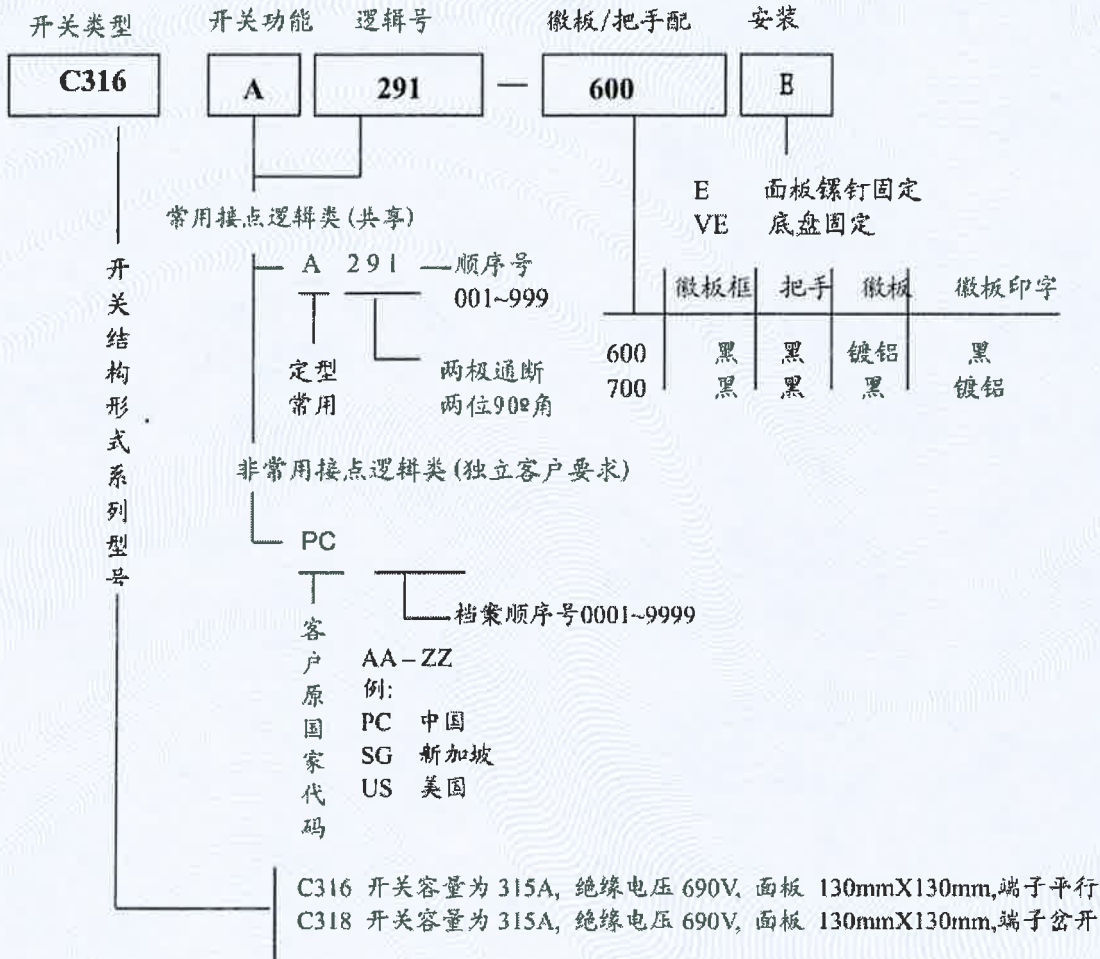 开关类型 开关功能 逻辑号 徽板/把手配 安装
C316 A 291 — 600 E
E 面板镙钉固定
VE 底盘固定
常用接点逻辑类(共享)
A 291 — 顺序号
001~999
定型
常用
两极通断
两位90º角
徽板框 把手 徽板 徽板印字
600 黑 黑 镀铝 黑
700 黑 黑 黑 镀铝
开关结构形式系列型号
非常用接点逻辑类(独立客户要求)
PC
档案顺序号0001~9999
客户原国家代码
AA – ZZ
例:
PC 中国
SG 新加坡
US 美国
C316 开关容量为 315A, 绝缘电压 690V, 面板 130mmX130mm,端子平行
C318 开关容量为 315A, 绝缘电压 690V, 面板 130mmX130mm,端子岔开